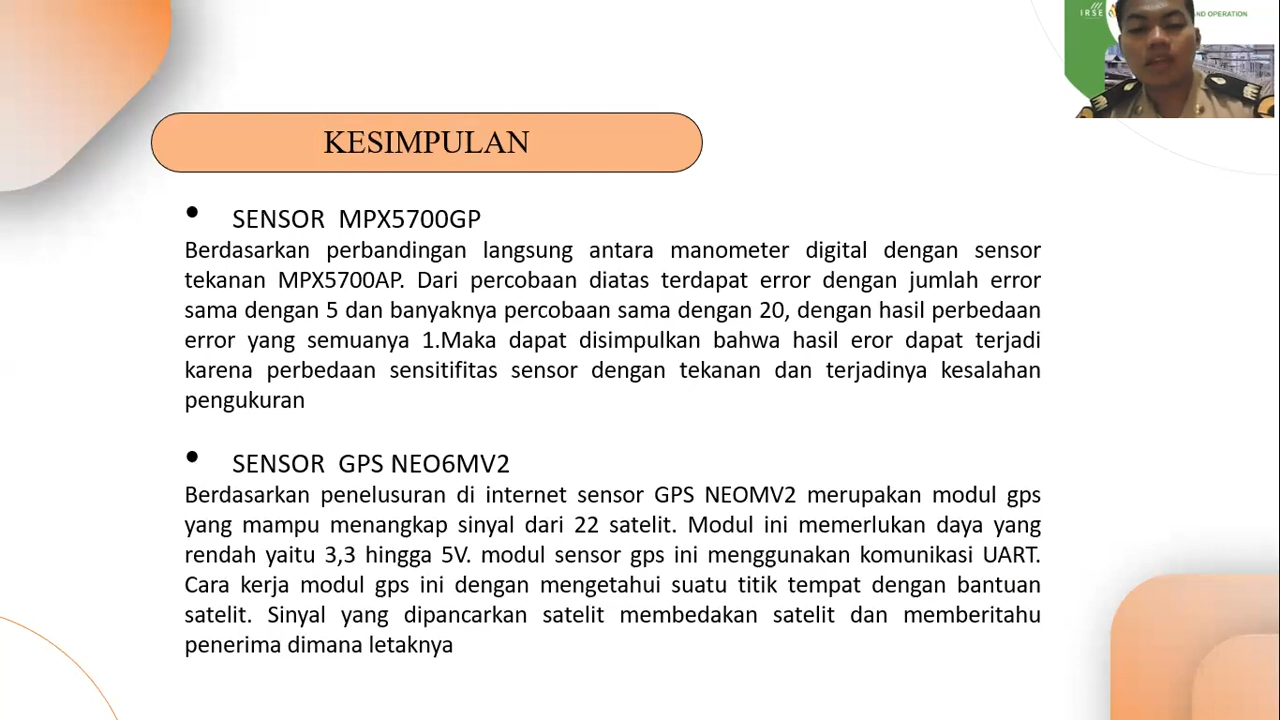 IRSE
ND OPERATION
KESIMPULAN
• SENSOR MPX5700GP
Berdasarkan perbandingan langsung antara manometer digital dengan sensor
tekanan MPX5700AP. Dari percobaan diatas terdapat error dengan jumlah error
sama dengan 5 dan banyaknya percobaan sama dengan 20, dengan hasil perbedaan
error yang semuanya 1.Maka dapat disimpulkan bahwa hasil eror dapat terjadi
karena perbedaan sensitifitas sensor dengan tekanan dan terjadinya kesalahan
pengukuran
• SENSOR GPS NEO6MV2
Berdasarkan penelusuran di internet sensor GPS NEOMV2 merupakan modul gps
yang mampu menangkap sinyal dari 22 satelit. Modul ini memerlukan daya yang
rendah yaitu 3,3 hingga 5V. modul sensor gps ini menggunakan komunikasi UART.
Cara kerja modul gps ini dengan mengetahui suatu titik tempat dengan bantuan
satelit. Sinyal yang dipancarkan satelit membedakan satelit dan memberitahu
penerima dimana letaknya